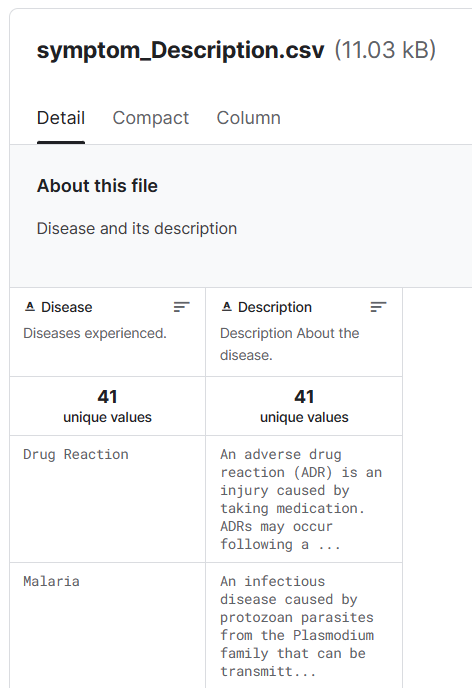 symptom_Description.csv (11.03 kB)
Detail Compact Column
About this file
Disease and its description
A Disease
Diseases experienced.
A Description
Description About the
disease.
41
unique values
41
unique values
Drug Reaction
An adverse drug
reaction (ADR) is an
injury caused by
taking medication.
ADRs may occur
following a ...
Malaria
An infectious
disease caused by
protozoan parasites
from the Plasmodium
family that can be
transmitt...